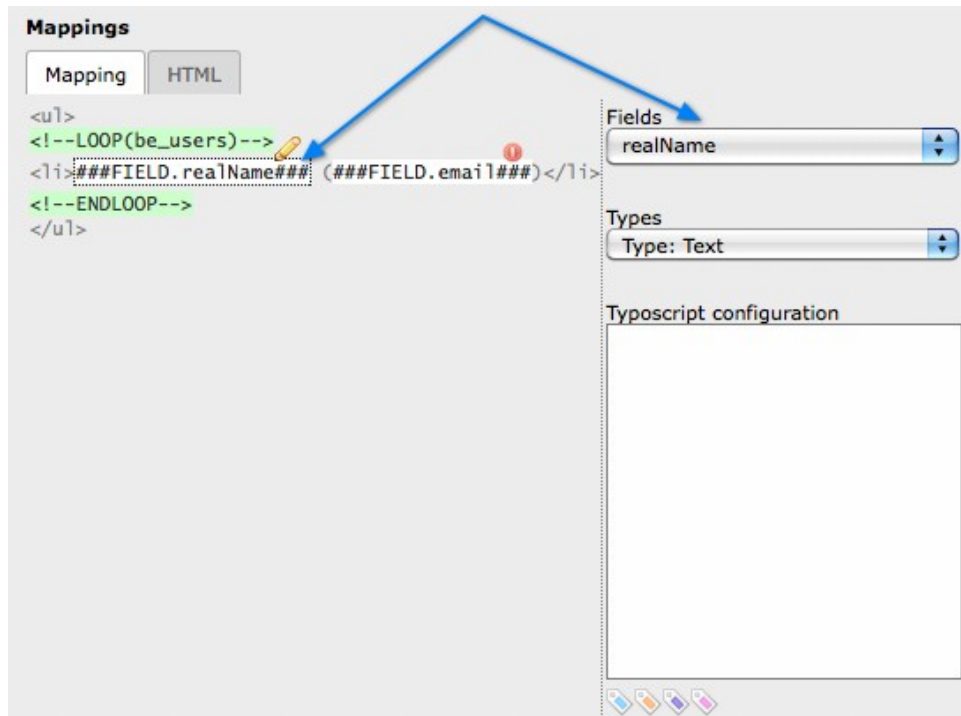 Mappings
Mapping HTML
<ul>
<!--LOOP(be_users)-->
<li>###FIELD.realName### (###FIELD.email###)</li>
<!--ENDLOOP-->
</ul>
Fields
realName
Types
Type: Text
Typoscript configuration